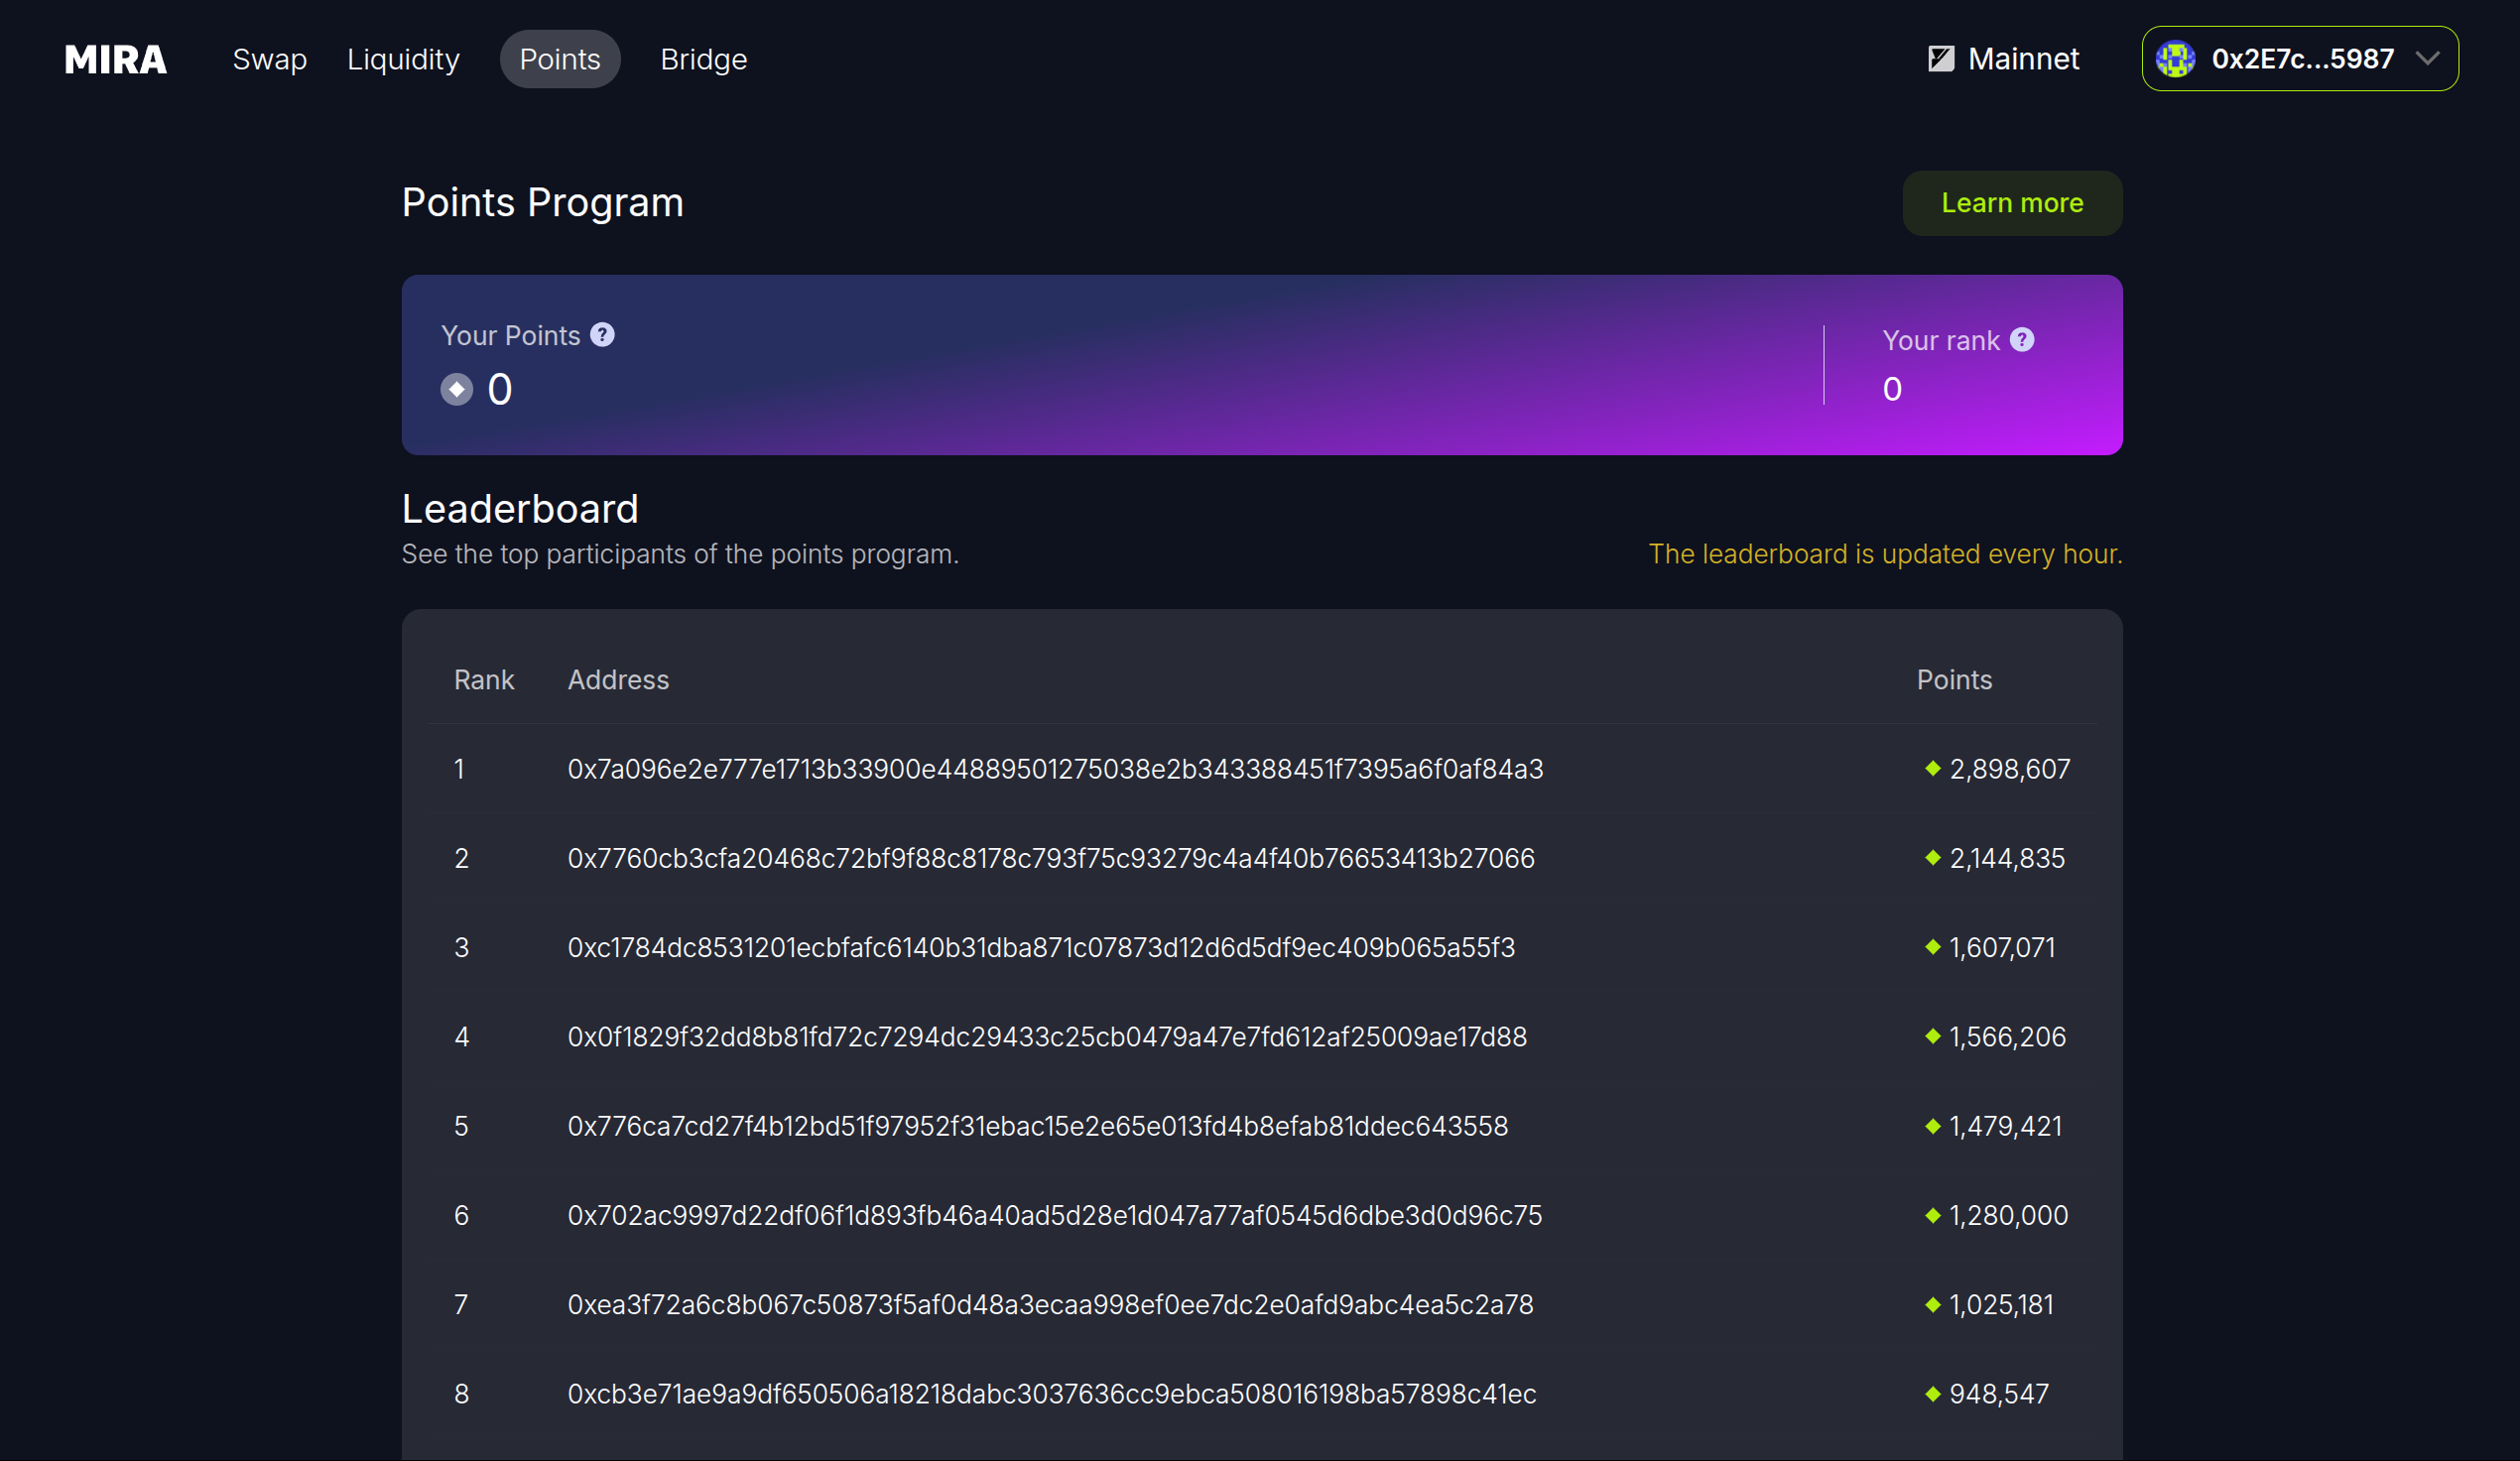 MIRA Swap Liquidity Points Bridge Mainnet 0x2E7c...5987
Points Program Learn more
Your Points ? Your rank ?
0 0
Leaderboard
See the top participants of the points program. The leaderboard is updated every hour.
Rank Address Points
1 0x7a096e2e777e1713b33900e44889501275038e2b343388451f7395a6f0af84a3 2,898,607
2 0x7760cb3cfa20468c72bf9f88c8178c793f75c93279c4a4f40b76653413b27066 2,144,835
3 0xc1784dc8531201ecbfafc6140b31dba871c07873d12d6d5df9ec409b065a55f3 1,607,071
4 0x0f1829f32dd8b81fd72c7294dc29433c25cb0479a47e7fd612af25009ae17d88 1,566,206
5 0x776ca7cd27f4b12bd51f97952f31ebac15e2e65e013fd4b8efab81ddec643558 1,479,421
6 0x702ac9997d22df06f1d893fb46a40ad5d28e1d047a77af0545d6dbe3d0d96c75 1,280,000
7 0xea3f72a6c8b067c50873f5af0d48a3ecaa998ef0ee7dc2e0afd9abc4ea5c2a78 1,025,181
8 0xcb3e71ae9a9df650506a18218dabc3037636cc9ebca508016198ba57898c41ec 948,547